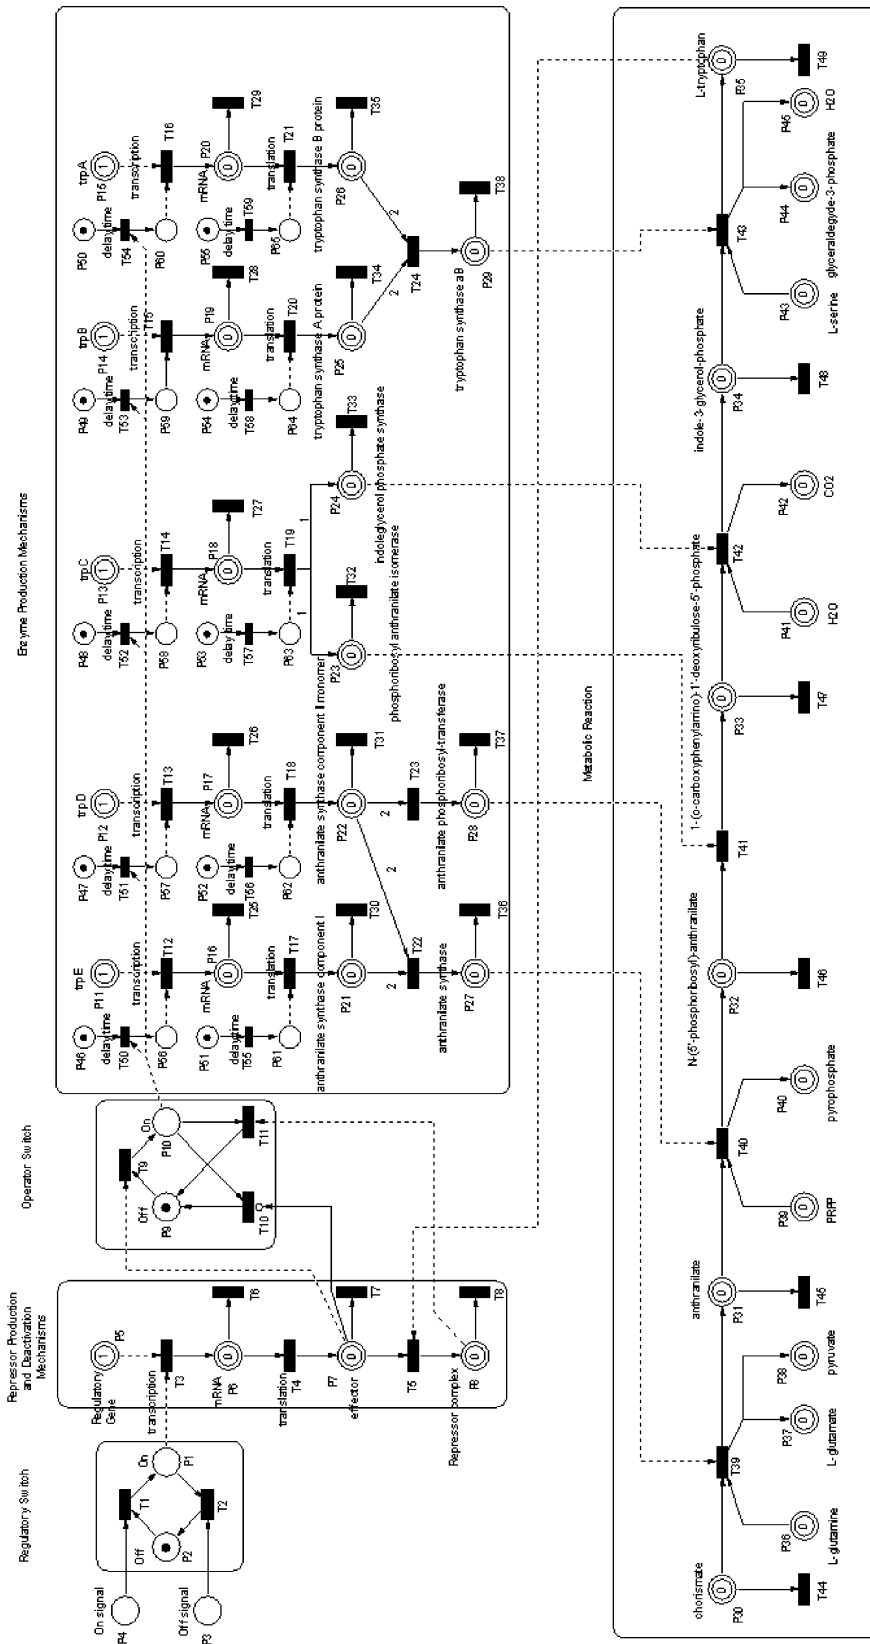 Regulatory Switch
On signal
P4
Off signal
P3
T1
T2
On
P1
Off
P2
Repressor Production
and Deactivation
Mechanisms
Regulatory
Gene
P5
transcription
T3
mRNA
P6
T6
translation
T4
P7
effector
T7
T5
Repressor complex
P8
T8
Operator Switch
T9
On
P10
Off
P9
T10
T11
Enzyme Production Mechanisms
P46
delay time
T50
P56
trpE
P11
transcription
T12
P51
delay time
T55
P61
mRNA
P16
T25
translation
T17
anthranilate synthase component I
P21
T30
2
T22
anthranilate synthase
P27
T36
P47
delay time
T51
P57
trpD
P12
transcription
T13
P52
delay time
T56
P62
mRNA
P17
T26
translation
T18
anthranilate synthase component II monomer
P22
T31
2
2
T23
anthranilate phosphoribosyl-transferase
P28
T37
P48
delay time
T52
P58
trpC
P13
transcription
T14
P53
delay time
T57
P63
mRNA
P18
T27
translation
T19
1
1
phosphoribosyl anthranilate isomerase
P23
T32
indoleglycerol phosphate synthase
P24
T33
P49
delay time
T53
P59
trpB
P14
transcription
T15
P54
delay time
T58
P64
mRNA
P19
T28
translation
T20
tryptophan synthase A protein
P25
T34
2
P50
delay time
T54
P60
trpA
P15
transcription
T16
P55
delay time
T59
P65
mRNA
P20
T29
translation
T21
tryptophan synthase B protein
P26
T35
2
T24
tryptophan synthase aB
P29
T38
Metabolic Reaction
chorismate
P30
T44
T39
L-glutamine
P36
L-glutamate
P37
pyruvate
P38
anthranilate
P31
T45
T40
PRPP
P39
pyrophosphate
P40
N-(5'-phosphoribosyl)-anthranilate
P32
T46
T41
1-(o-carboxyphenylamino)-1'-deoxyribulose-5'-phosphate
P33
T47
T42
H2O
P41
CO2
P42
indole-3-glycerol-phosphate
P34
T48
T43
L-serine
P43
glyceraldegyde-3-phosphate
P44
H2O
P45
L-tryptophan
P35
T49